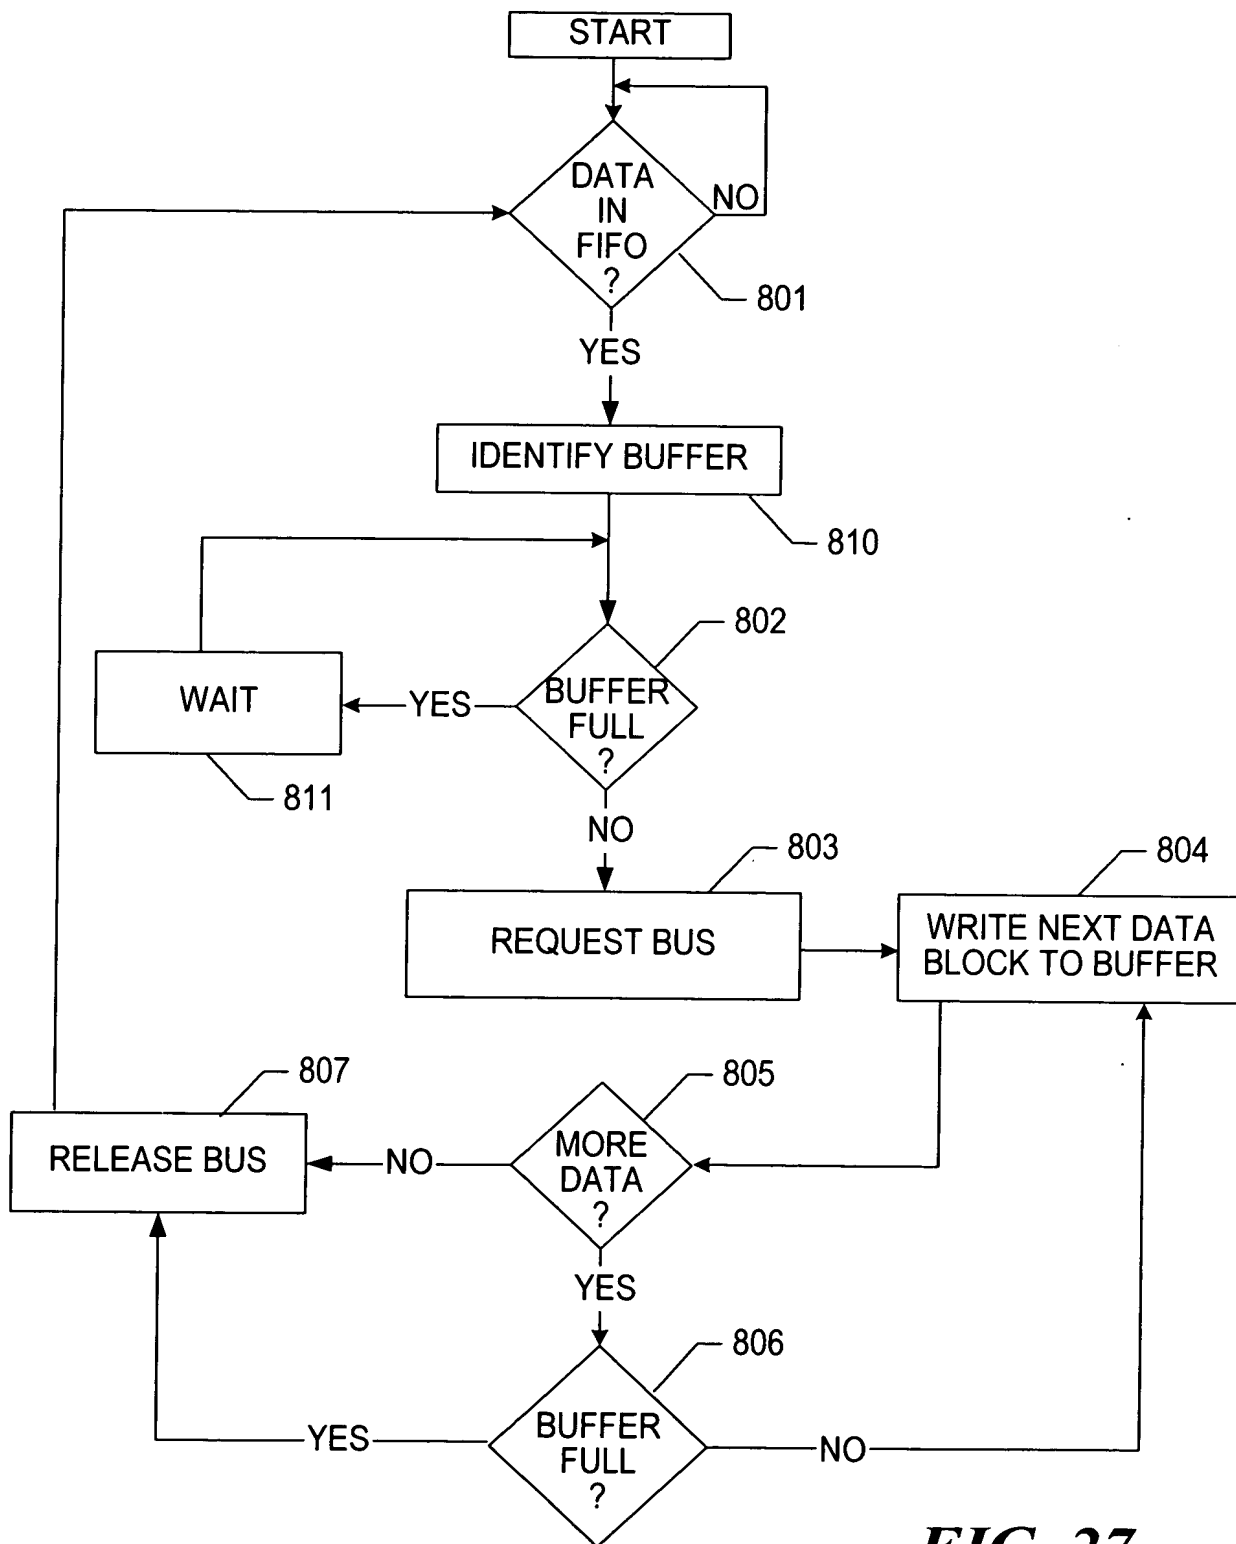 START
DATA
IN
FIFO
?
NO
801
YES
IDENTIFY BUFFER
810
802
BUFFER
FULL
?
YES
WAIT
811
NO
803
REQUEST BUS
804
WRITE NEXT DATA
BLOCK TO BUFFER
805
MORE
DATA
?
NO
807
RELEASE BUS
YES
806
BUFFER
FULL
?
YES
NO
FIG. 27